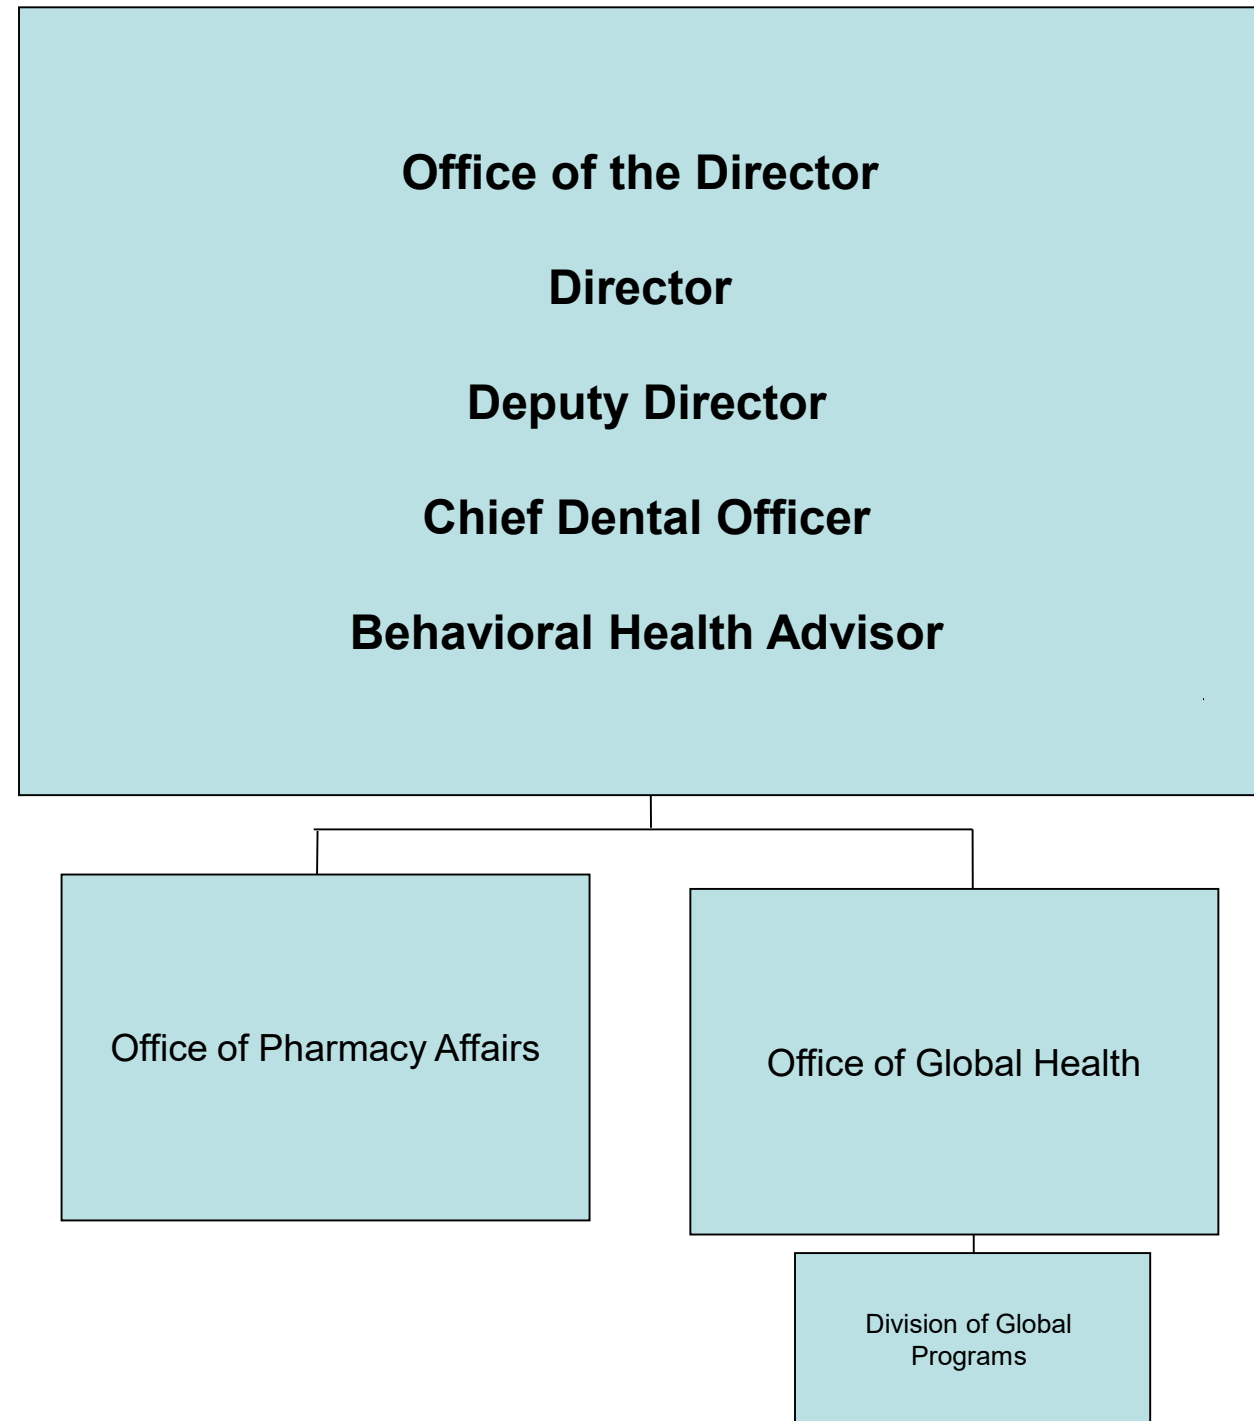 Office of the Director
Director
Deputy Director
Chief Dental Officer
Behavioral Health Advisor
Office of Pharmacy Affairs
Office of Global Health
Division of Global
Programs